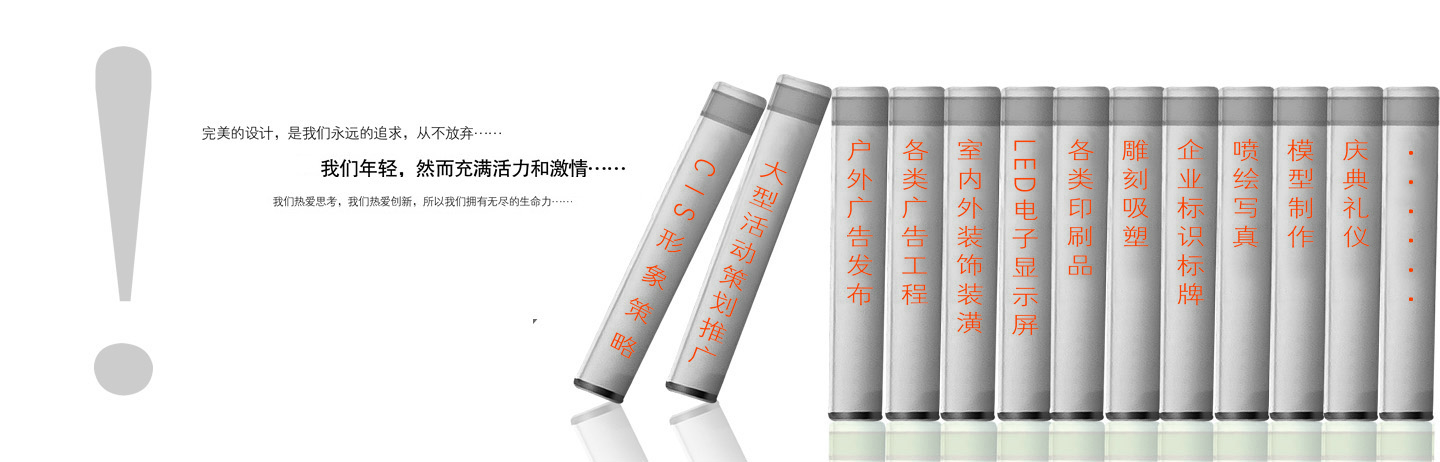 完美的设计，是我们永远的追求，从不放弃……
我们年轻，然而充满活力和激情……
我们热爱思考，我们热爱创新，所以我们拥有无尽的生命力……
CIS形象策略
大型活动策划推广
户外广告发布
各类广告工程
室内外装饰装潢
LED电子显示屏
各类印刷品
雕刻吸塑
企业标识标牌
喷绘写真
模型制作
庆典礼仪
······